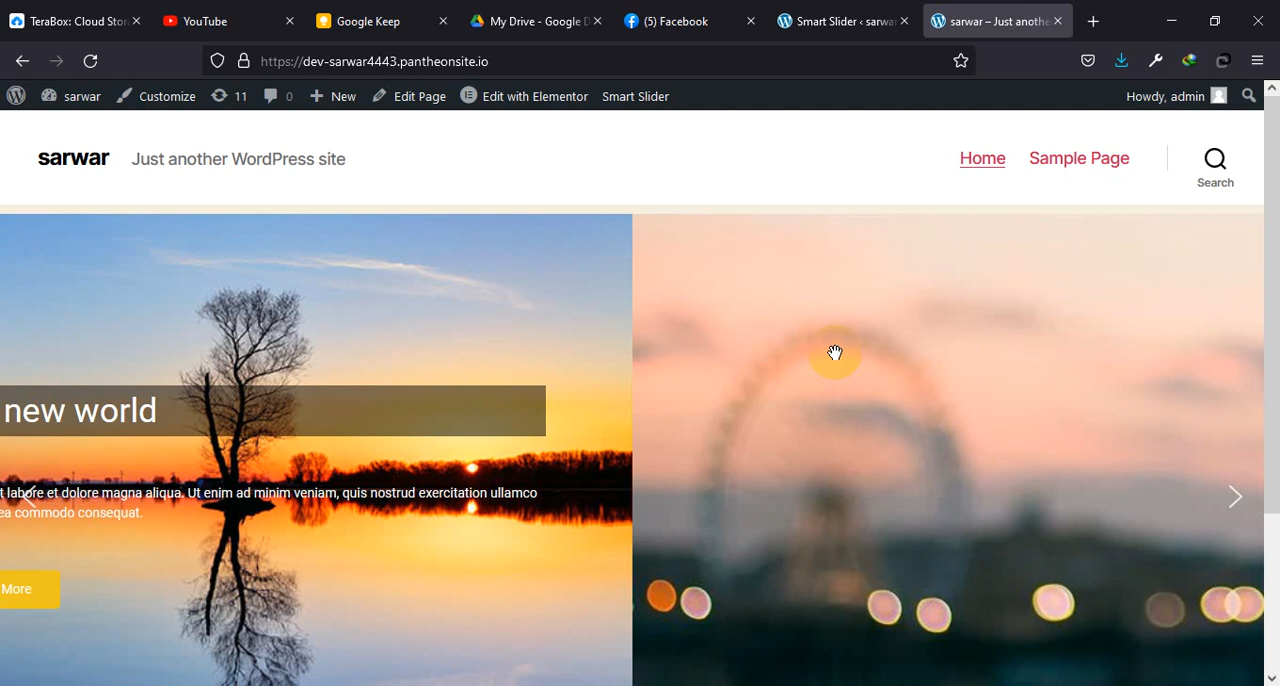 TeraBox: Cloud Stor
YouTube
Google Keep
My Drive - Google D
(5) Facebook
Smart Slider ‹ sarwa
sarwar – Just anothe
https://dev-sarwar4443.pantheonsite.io
sarwar
Customize
11
0
New
Edit Page
Edit with Elementor
Smart Slider
Howdy, admin
sarwar
Just another WordPress site
Home
Sample Page
Search
new world
t labore et dolore magna aliqua. Ut enim ad minim veniam, quis nostrud exercitation ullamco
ea commodo consequat.
More